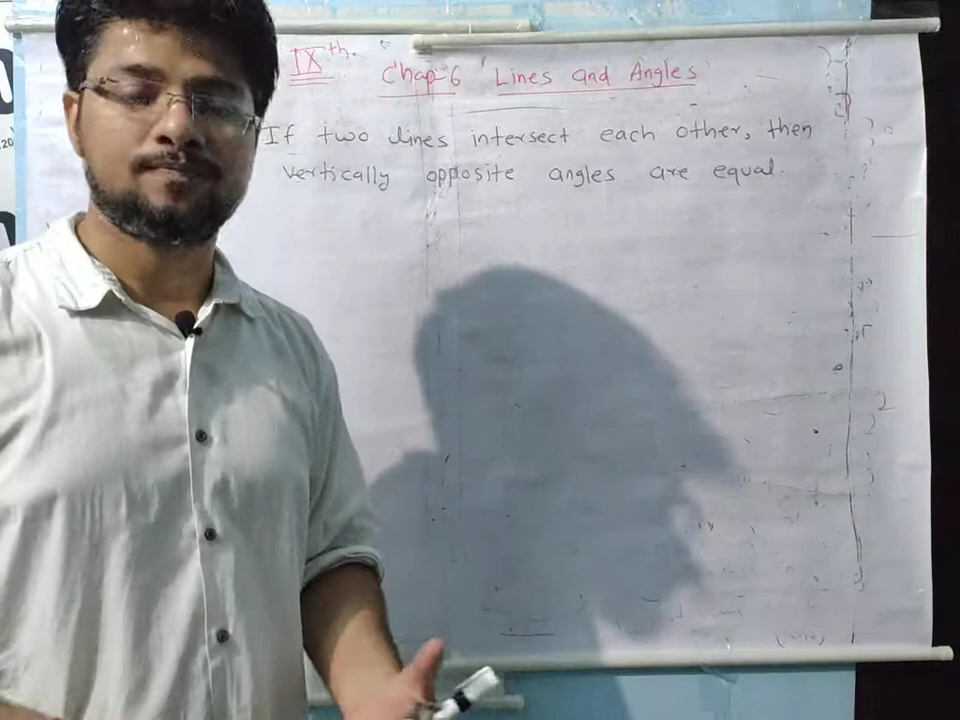 IXth.
Chap-6 Lines and Angles
If two lines intersect each other, then
vertically opposite angles are equal.